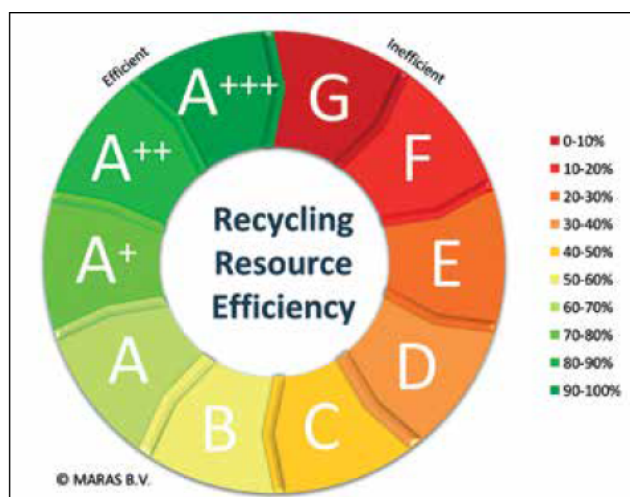 Efficient
Inefficient
A+++
G
A++
F
A+
E
A
D
B
C
Recycling
Resource
Efficiency
0-10%
10-20%
20-30%
30-40%
40-50%
50-60%
60-70%
70-80%
80-90%
90-100%
© MARAS B.V.